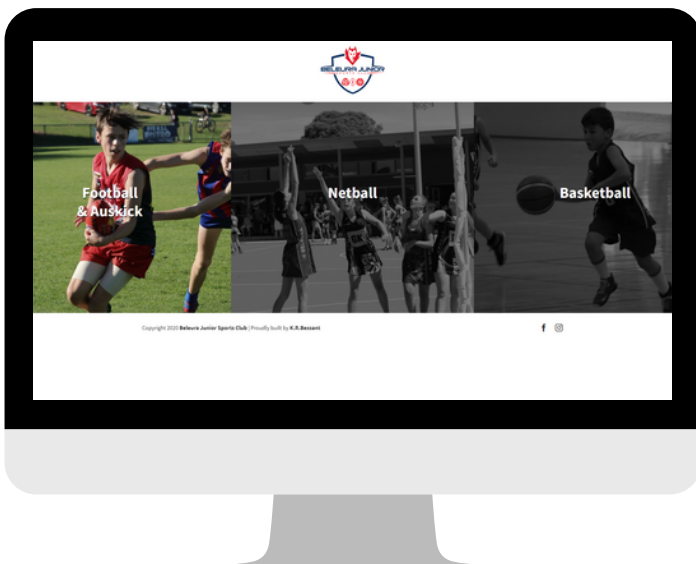 BELEURA JUNIOR
Football
& Auskick
Netball
Basketball
Copyright 2020 Beleura Junior Sports Club | Proudly built by K.R.Bessant